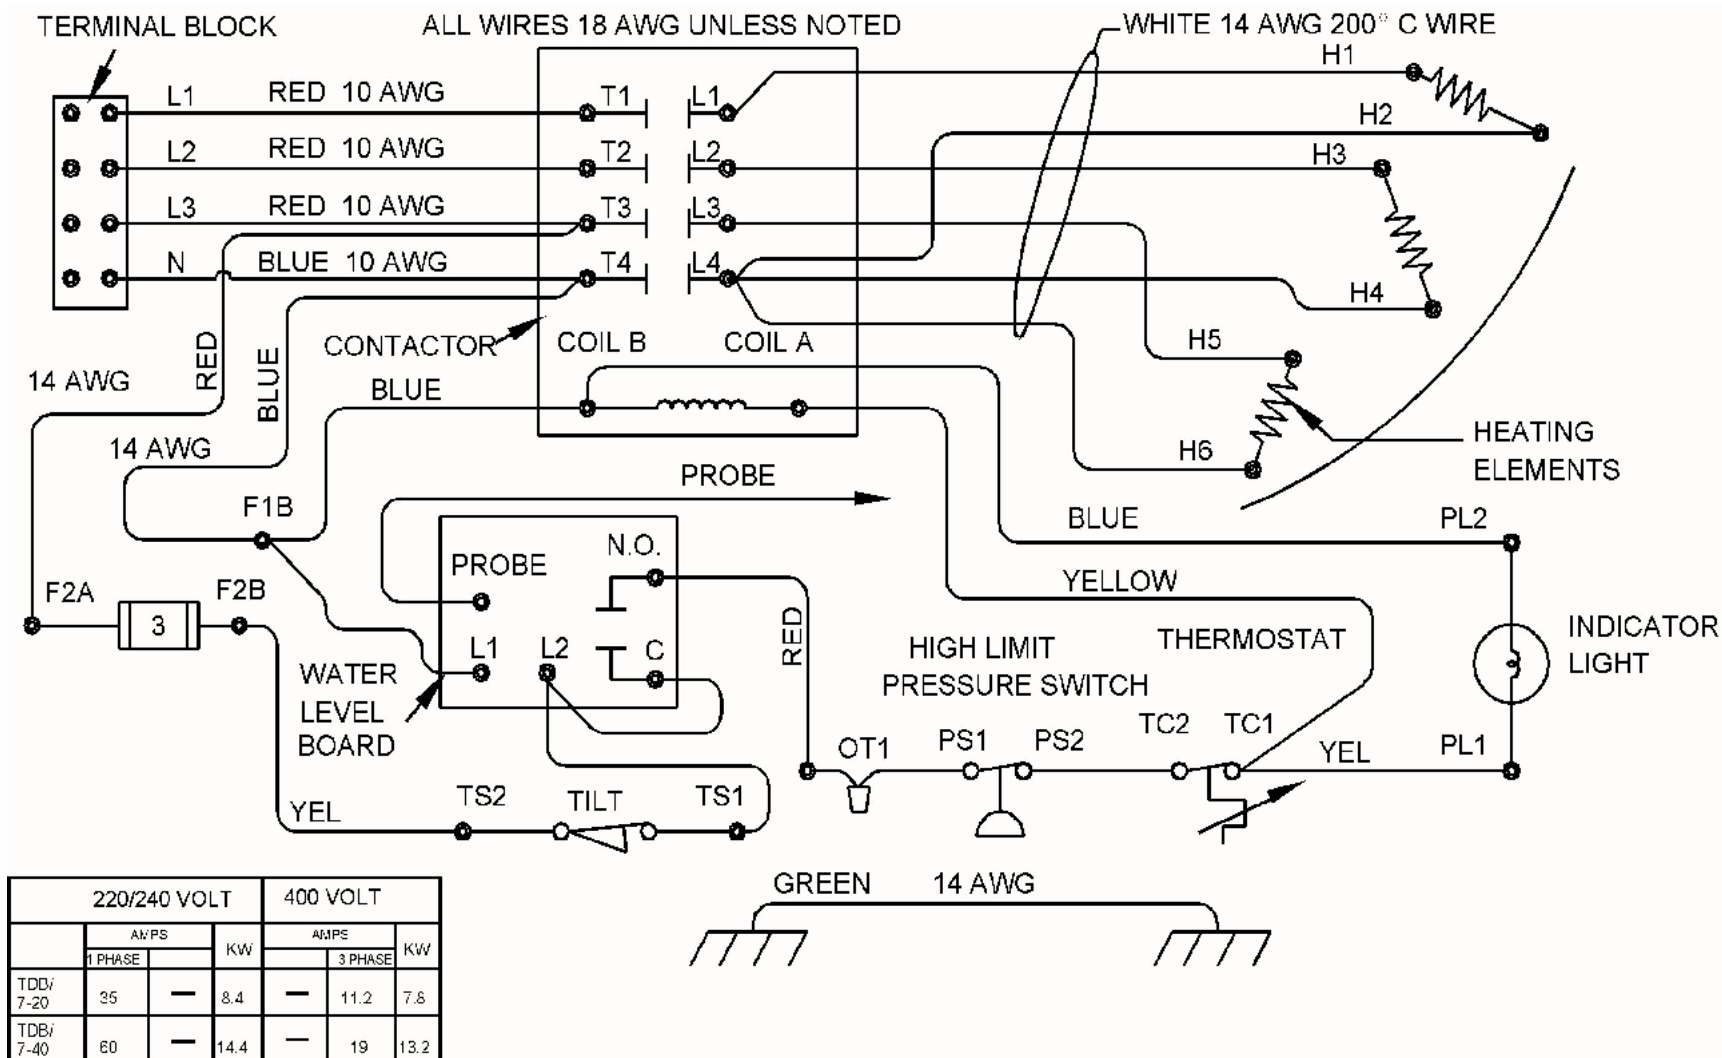 TERMINAL BLOCK
ALL WIRES 18 AWG UNLESS NOTED
WHITE 14 AWG 200° C WIRE
L1 RED 10 AWG T1 L1 H1
H2
L2 RED 10 AWG T2 L2 H3
L3 RED 10 AWG T3 L3
N BLUE 10 AWG T4 L4 H4
CONTACTOR COIL B COIL A H5
14 AWG RED BLUE BLUE
14 AWG H6
HEATING
ELEMENTS
PROBE
F1B BLUE PL2
N.O.
PROBE
F2A F2B YELLOW
3
L1 L2 C RED
THERMOSTAT
INDICATOR
LIGHT
HIGH LIMIT
PRESSURE SWITCH
WATER
LEVEL
BOARD
OT1 PS1 PS2 TC2 TC1 YEL PL1
YEL TS2 TILT TS1
GREEN 14 AWG
220/240 VOLT 400 VOLT
AMPS KW AMPS KW
1 PHASE 3 PHASE
TDB/
7-20 35 — 8.4 — 11.2 7.8
TDB/
7-40 60 — 14.4 — 19 13.2